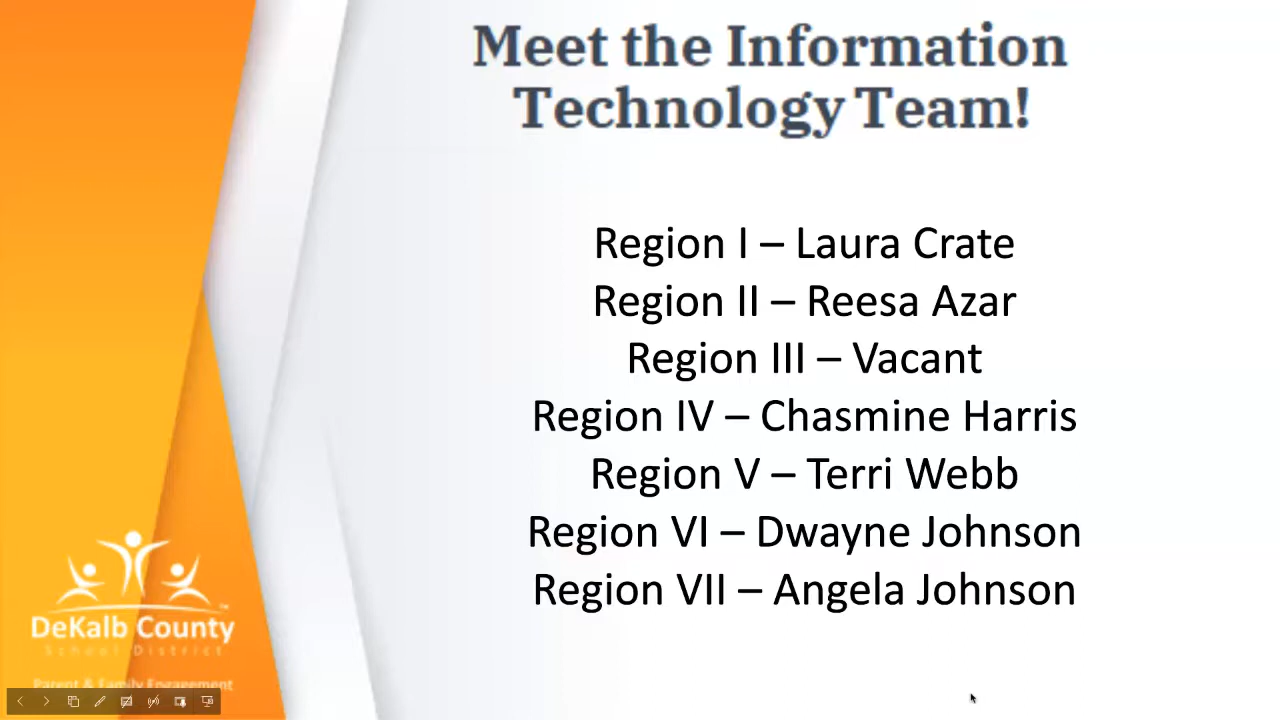 Meet the Information
Technology Team!
Region I – Laura Crate
Region II – Reesa Azar
Region III – Vacant
Region IV – Chasmine Harris
Region V – Terri Webb
Region VI – Dwayne Johnson
Region VII – Angela Johnson
DeKalb County
School District
Parent & Family Engagement